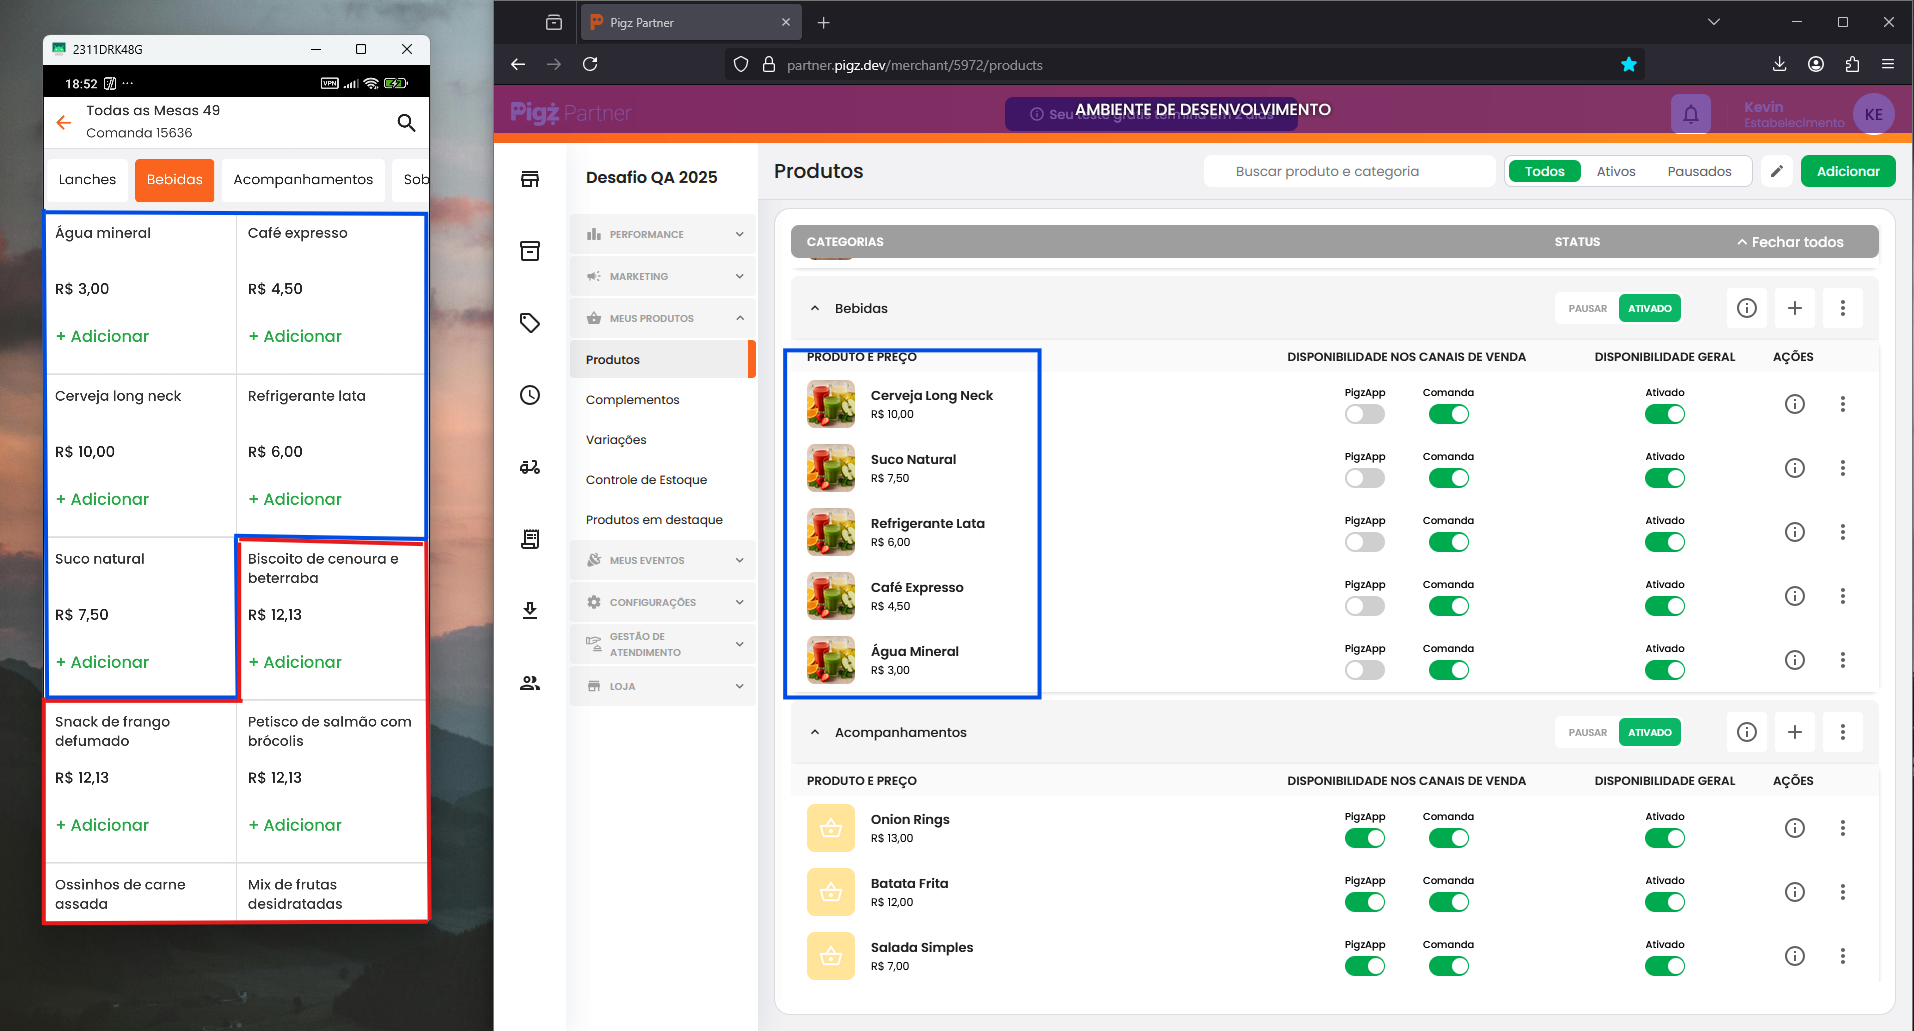 2311DRK48G
18:52
VPN
Todas as Mesas 49
Comanda 15636
Lanches
Bebidas
Acompanhamentos
Sob
Água mineral
Café expresso
R$ 3,00
R$ 4,50
+ Adicionar
+ Adicionar
Cerveja long neck
Refrigerante lata
R$ 10,00
R$ 6,00
+ Adicionar
+ Adicionar
Suco natural
Biscoito de cenoura e
beterraba
R$ 7,50
R$ 12,13
+ Adicionar
+ Adicionar
Snack de frango
defumado
Petisco de salmão com
brócolis
R$ 12,13
R$ 12,13
+ Adicionar
+ Adicionar
Ossinhos de carne
assada
Mix de frutas
desidratadas
Pigz Partner
partner.pigz.dev/merchant/5972/products
Pigz Partner
AMBIENTE DE DESENVOLVIMENTO
Seu teste grátis termina em 2 dias
Kevin
Estabelecimento
KE
Desafio QA 2025
PERFORMANCE
MARKETING
MEUS PRODUTOS
Produtos
Complementos
Variações
Controle de Estoque
Produtos em destaque
MEUS EVENTOS
CONFIGURAÇÕES
GESTÃO DE
ATENDIMENTO
LOJA
Produtos
Buscar produto e categoria
Todos
Ativos
Pausados
Adicionar
CATEGORIAS
STATUS
Fechar todos
Bebidas
PAUSAR
ATIVADO
PRODUTO E PREÇO
DISPONIBILIDADE NOS CANAIS DE VENDA
DISPONIBILIDADE GERAL
AÇÕES
Cerveja Long Neck
R$ 10,00
PigzApp
Comanda
Ativado
Suco Natural
R$ 7,50
PigzApp
Comanda
Ativado
Refrigerante Lata
R$ 6,00
PigzApp
Comanda
Ativado
Café Expresso
R$ 4,50
PigzApp
Comanda
Ativado
Água Mineral
R$ 3,00
PigzApp
Comanda
Ativado
Acompanhamentos
PAUSAR
ATIVADO
PRODUTO E PREÇO
DISPONIBILIDADE NOS CANAIS DE VENDA
DISPONIBILIDADE GERAL
AÇÕES
Onion Rings
R$ 13,00
PigzApp
Comanda
Ativado
Batata Frita
R$ 12,00
PigzApp
Comanda
Ativado
Salada Simples
R$ 7,00
PigzApp
Comanda
Ativado